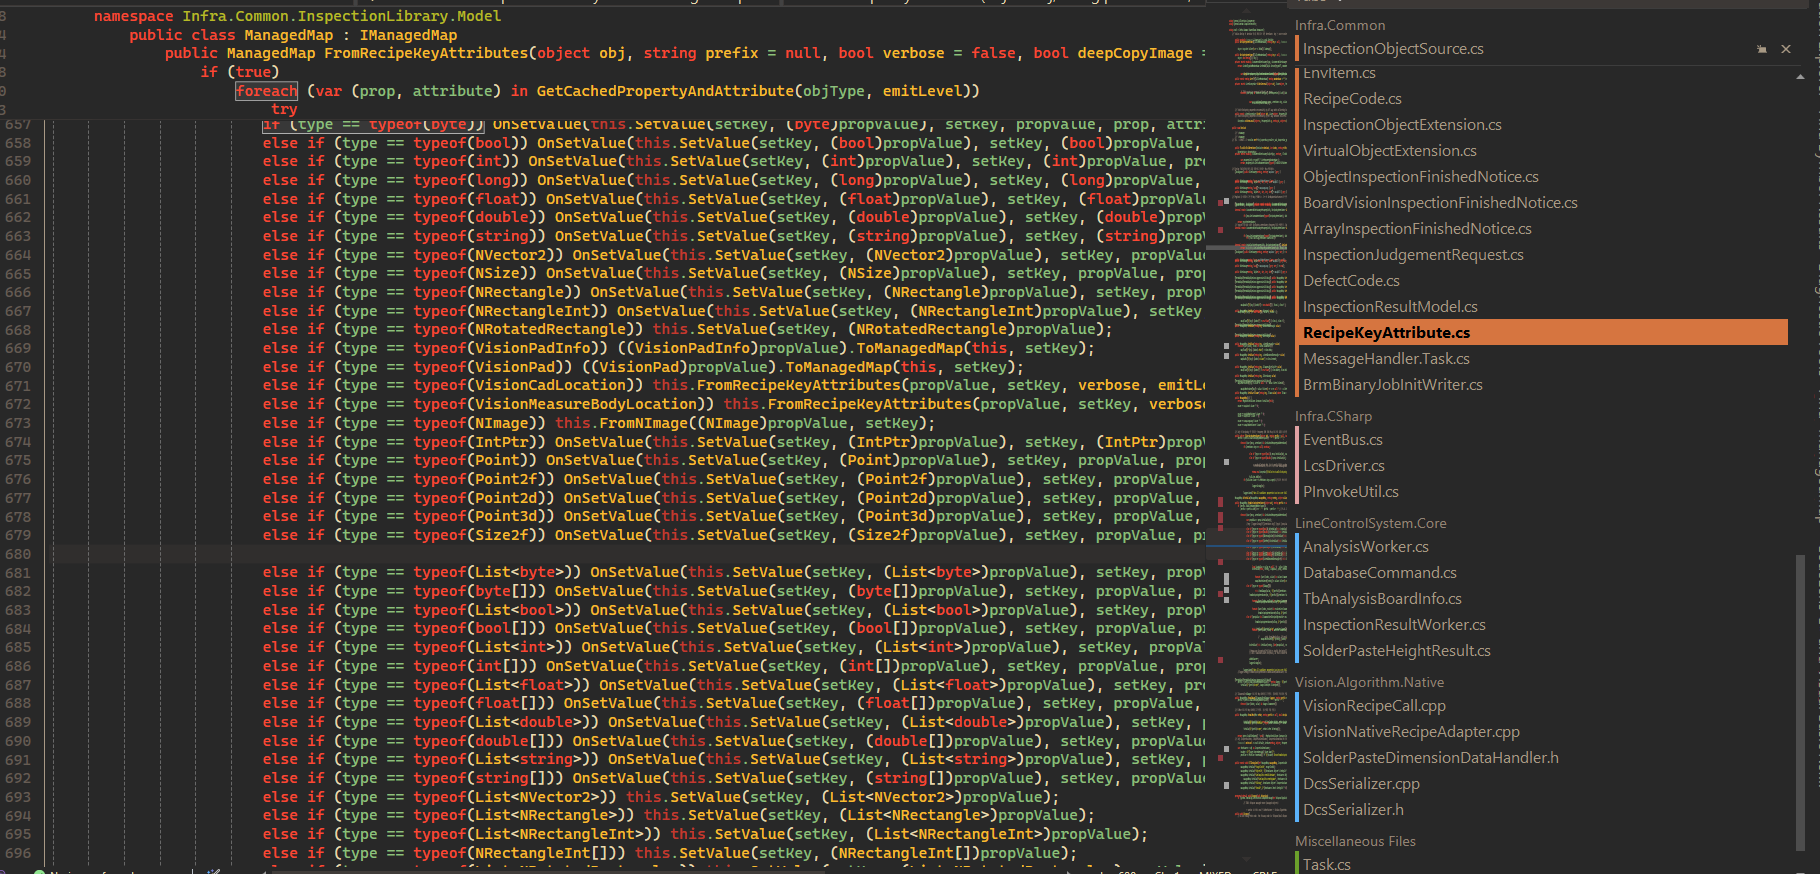 namespace Infra.Common.InspectionLibrary.Model
public class ManagedMap : IManagedMap
public ManagedMap FromRecipeKeyAttributes(object obj, string prefix = null, bool verbose = false, bool deepCopyImage =
if (true)
foreach (var (prop, attribute) in GetCachedPropertyAndAttribute(objType, emitLevel))
try
657 if (type == typeof(byte)) OnSetValue(this.SetValue(setKey, (byte)propValue), setKey, propValue, prop, attri
658 else if (type == typeof(bool)) OnSetValue(this.SetValue(setKey, (bool)propValue), setKey, (bool)propValue,
659 else if (type == typeof(int)) OnSetValue(this.SetValue(setKey, (int)propValue), setKey, (int)propValue, pr
660 else if (type == typeof(long)) OnSetValue(this.SetValue(setKey, (long)propValue), setKey, (long)propValue,
661 else if (type == typeof(float)) OnSetValue(this.SetValue(setKey, (float)propValue), setKey, (float)propVal
662 else if (type == typeof(double)) OnSetValue(this.SetValue(setKey, (double)propValue), setKey, (double)prop
663 else if (type == typeof(string)) OnSetValue(this.SetValue(setKey, (string)propValue), setKey, (string)prop
664 else if (type == typeof(NVector2)) OnSetValue(this.SetValue(setKey, (NVector2)propValue), setKey, propValu
665 else if (type == typeof(NSize)) OnSetValue(this.SetValue(setKey, (NSize)propValue), setKey, propValue, pro
666 else if (type == typeof(NRectangle)) OnSetValue(this.SetValue(setKey, (NRectangle)propValue), setKey, prop
667 else if (type == typeof(NRectangleInt)) OnSetValue(this.SetValue(setKey, (NRectangleInt)propValue), setKey
668 else if (type == typeof(NRotatedRectangle)) this.SetValue(setKey, (NRotatedRectangle)propValue);
669 else if (type == typeof(VisionPadInfo)) ((VisionPadInfo)propValue).ToManagedMap(this, setKey);
670 else if (type == typeof(VisionPad)) ((VisionPad)propValue).ToManagedMap(this, setKey);
671 else if (type == typeof(VisionCadLocation)) this.FromRecipeKeyAttributes(propValue, setKey, verbose, emitLe
672 else if (type == typeof(VisionMeasureBodyLocation)) this.FromRecipeKeyAttributes(propValue, setKey, verbose
673 else if (type == typeof(NImage)) this.FromNImage((NImage)propValue, setKey);
674 else if (type == typeof(IntPtr)) OnSetValue(this.SetValue(setKey, (IntPtr)propValue), setKey, (IntPtr)prop
675 else if (type == typeof(Point)) OnSetValue(this.SetValue(setKey, (Point)propValue), setKey, propValue, pro
676 else if (type == typeof(Point2f)) OnSetValue(this.SetValue(setKey, (Point2f)propValue), setKey, propValue,
677 else if (type == typeof(Point2d)) OnSetValue(this.SetValue(setKey, (Point2d)propValue), setKey, propValue,
678 else if (type == typeof(Point3d)) OnSetValue(this.SetValue(setKey, (Point3d)propValue), setKey, propValue,
679 else if (type == typeof(Size2f)) OnSetValue(this.SetValue(setKey, (Size2f)propValue), setKey, propValue, p
680
681 else if (type == typeof(List<byte>)) OnSetValue(this.SetValue(setKey, (List<byte>)propValue), setKey, prop
682 else if (type == typeof(byte[])) OnSetValue(this.SetValue(setKey, (byte[])propValue), setKey, propValue, p
683 else if (type == typeof(List<bool>)) OnSetValue(this.SetValue(setKey, (List<bool>)propValue), setKey, prop
684 else if (type == typeof(bool[])) OnSetValue(this.SetValue(setKey, (bool[])propValue), setKey, propValue, p
685 else if (type == typeof(List<int>)) OnSetValue(this.SetValue(setKey, (List<int>)propValue), setKey, propVa
686 else if (type == typeof(int[])) OnSetValue(this.SetValue(setKey, (int[])propValue), setKey, propValue, pro
687 else if (type == typeof(List<float>)) OnSetValue(this.SetValue(setKey, (List<float>)propValue), setKey, pr
688 else if (type == typeof(float[])) OnSetValue(this.SetValue(setKey, (float[])propValue), setKey, propValue,
689 else if (type == typeof(List<double>)) OnSetValue(this.SetValue(setKey, (List<double>)propValue), setKey, p
690 else if (type == typeof(double[])) OnSetValue(this.SetValue(setKey, (double[])propValue), setKey, propValue
691 else if (type == typeof(List<string>)) OnSetValue(this.SetValue(setKey, (List<string>)propValue), setKey, p
692 else if (type == typeof(string[])) OnSetValue(this.SetValue(setKey, (string[])propValue), setKey, propValue
693 else if (type == typeof(List<NVector2>)) this.SetValue(setKey, (List<NVector2>)propValue);
694 else if (type == typeof(List<NRectangle>)) this.SetValue(setKey, (List<NRectangle>)propValue);
695 else if (type == typeof(List<NRectangleInt>)) this.SetValue(setKey, (List<NRectangleInt>)propValue);
696 else if (type == typeof(NRectangleInt[])) this.SetValue(setKey, (NRectangleInt[])propValue);
Infra.Common
InspectionObjectSource.cs
EnvItem.cs
RecipeCode.cs
InspectionObjectExtension.cs
VirtualObjectExtension.cs
ObjectInspectionFinishedNotice.cs
BoardVisionInspectionFinishedNotice.cs
ArrayInspectionFinishedNotice.cs
InspectionJudgementRequest.cs
DefectCode.cs
InspectionResultModel.cs
RecipeKeyAttribute.cs
MessageHandler.Task.cs
BrmBinaryJobInitWriter.cs
Infra.CSharp
EventBus.cs
LcsDriver.cs
PInvokeUtil.cs
LineControlSystem.Core
AnalysisWorker.cs
DatabaseCommand.cs
TbAnalysisBoardInfo.cs
InspectionResultWorker.cs
SolderPasteHeightResult.cs
Vision.Algorithm.Native
VisionRecipeCall.cpp
VisionNativeRecipeAdapter.cpp
SolderPasteDimensionDataHandler.h
DcsSerializer.cpp
DcsSerializer.h
Miscellaneous Files
Task.cs